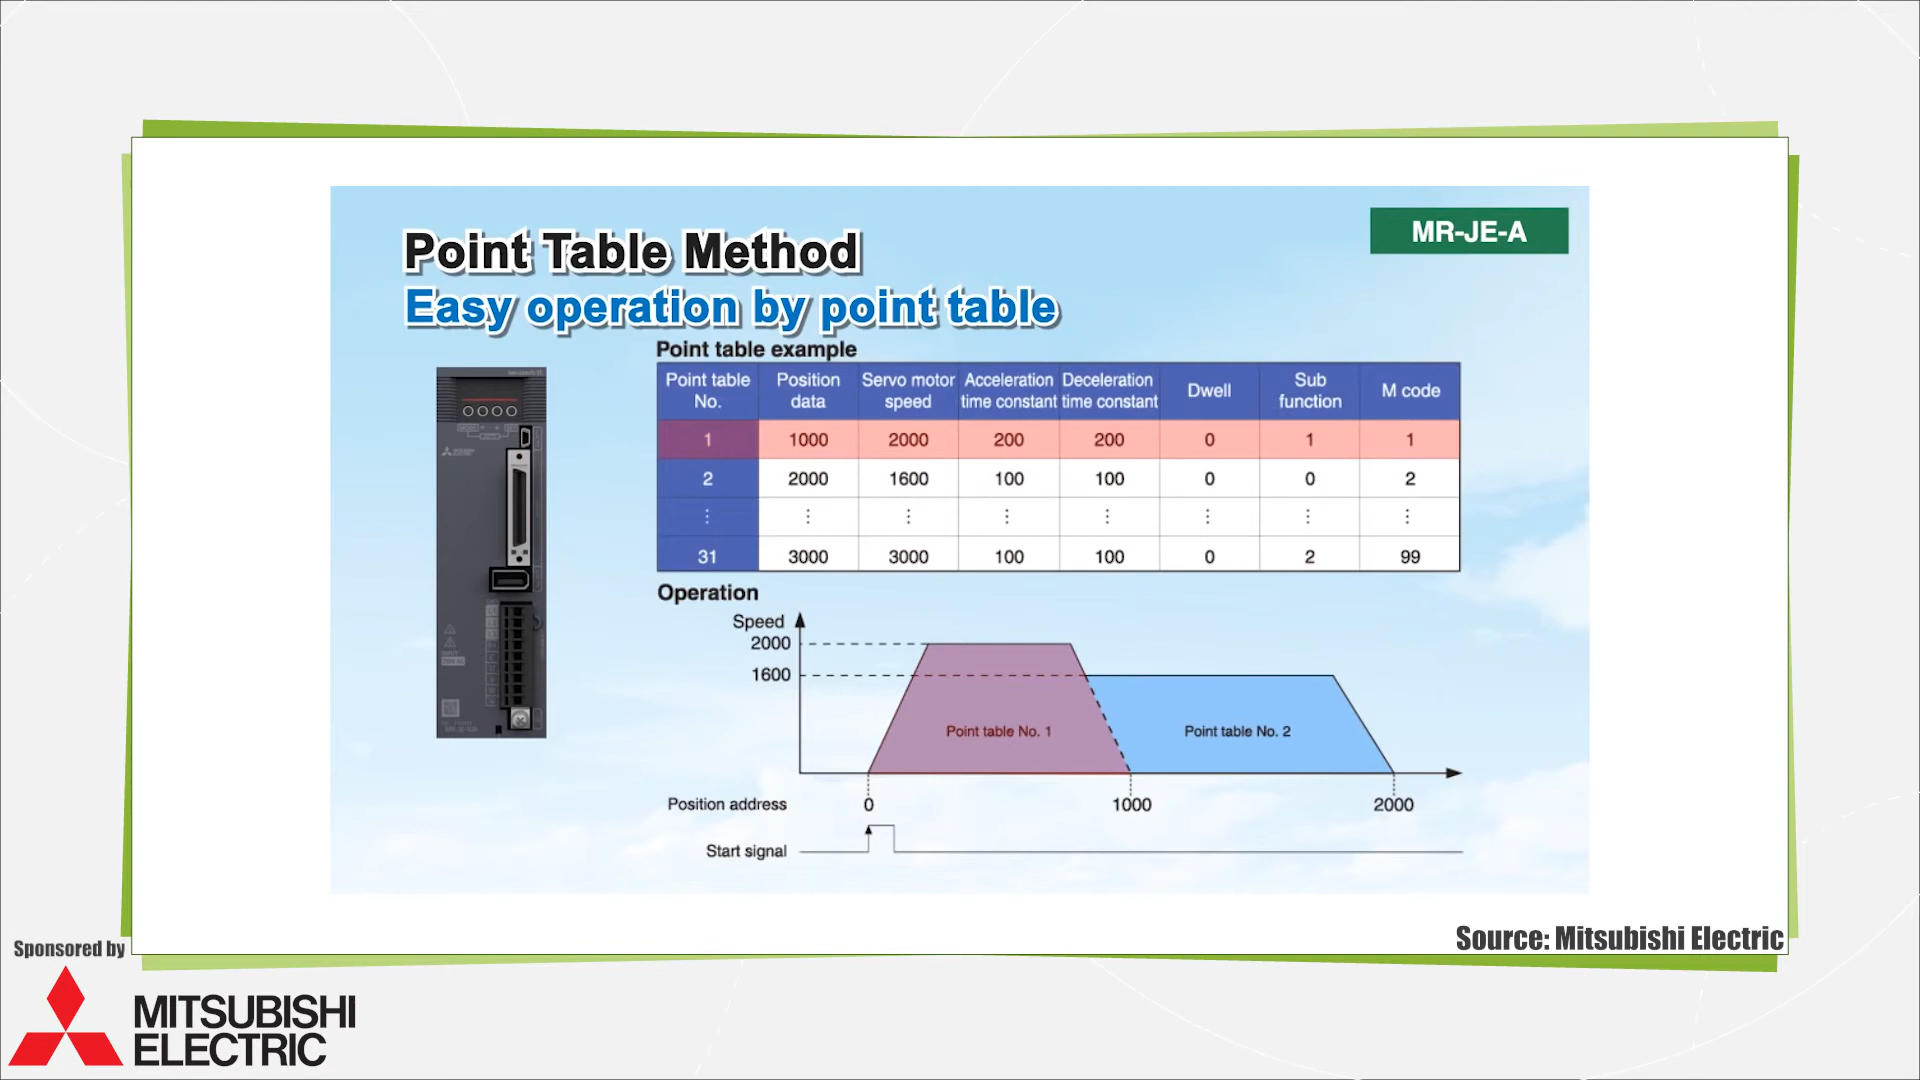 Point Table Method
Easy operation by point table
MR-JE-A
Point table example
Point table No. Position data Servo motor speed Acceleration time constant Deceleration time constant Dwell Sub function M code
1 1000 2000 200 200 0 1 1
2 2000 1600 100 100 0 0 2
⋮ ⋮ ⋮ ⋮ ⋮ ⋮ ⋮ ⋮
31 3000 3000 100 100 0 2 99
Operation
Speed
2000
1600
Point table No. 1 Point table No. 2
Position address 0 1000 2000
Start signal
Source: Mitsubishi Electric
Sponsored by
MITSUBISHI
ELECTRIC